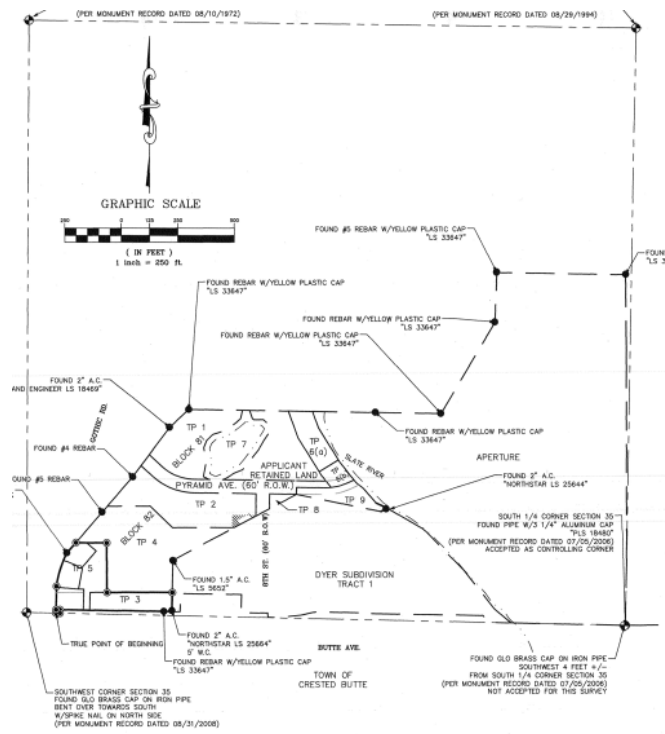 (PER MONUMENT RECORD DATED 08/10/1972)
(PER MONUMENT RECORD DATED 08/29/1994)
GRAPHIC SCALE
250 0 125 250 500
( IN FEET )
1 inch = 250 ft.
FOUND #5 REBAR W/YELLOW PLASTIC CAP
"LS 33647"
FOUND
"LS 3
FOUND REBAR W/YELLOW PLASTIC CAP
"LS 33647"
FOUND REBAR W/YELLOW PLASTIC CAP
"LS 33647"
FOUND REBAR W/YELLOW PLASTIC CAP
"LS 33647"
FOUND 2" A.C.
AND ENGINEER LS 18469"
GOTHIC RD.
FOUND REBAR W/YELLOW PLASTIC CAP
"LS 33647"
TP 1
BLOCK 81
TP 7
TP
6(a)
SLATE RIVER
APERTURE
FOUND #4 REBAR
APPLICANT
RETAINED LAND
FOUND 2" A.C.
"NORTHSTAR LS 25644"
OUND #5 REBAR
PYRAMID AVE. (60' R.O.W.)
TP 2
TP 8
TP 9
BLOCK 82
TP 4
8TH ST. (60' R.O.W)
SOUTH 1/4 CORNER SECTION 35
FOUND PIPE W/3 1/4" ALUMINUM CAP
"PLS 18480"
(PER MONUMENT RECORD DATED 07/05/2006)
ACCEPTED AS CONTROLLING CORNER
TP 5
FOUND 1.5" A.C.
"LS 5652"
DYER SUBDIVISION
TRACT 1
TP 3
TRUE POINT OF BEGINNING
FOUND 2" A.C.
"NORTHSTAR LS 25664"
5' W.C.
FOUND REBAR W/YELLOW PLASTIC CAP
"LS 33647"
BUTTE AVE.
TOWN OF
CRESTED BUTTE
FOUND GLO BRASS CAP ON IRON PIPE
SOUTHWEST 4 FEET +/-
FROM SOUTH 1/4 CORNER SECTION 35
(PER MONUMENT RECORD DATED 07/05/2006)
NOT ACCEPTED FOR THIS SURVEY
SOUTHWEST CORNER SECTION 35
FOUND GLO BRASS CAP ON IRON PIPE
BENT OVER TOWARDS SOUTH
W/SPIKE NAIL ON NORTH SIDE
(PER MONUMENT RECORD DATED 08/31/2008)